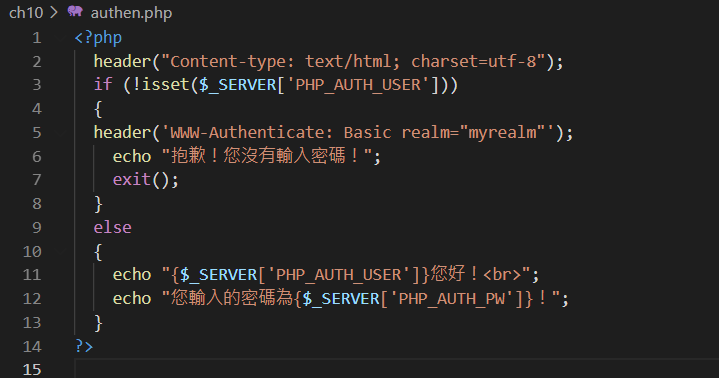 ch10 > authen.php
1 <?php
2 header("Content-type: text/html; charset=utf-8");
3 if (!isset($_SERVER['PHP_AUTH_USER']))
4 {
5 header('WWW-Authenticate: Basic realm="myrealm"');
6 echo "抱歉！您沒有輸入密碼！";
7 exit();
8 }
9 else
10 {
11 echo "{$_SERVER['PHP_AUTH_USER']}您好！<br>";
12 echo "您輸入的密碼為{$_SERVER['PHP_AUTH_PW']}！";
13 }
14 ?>
15